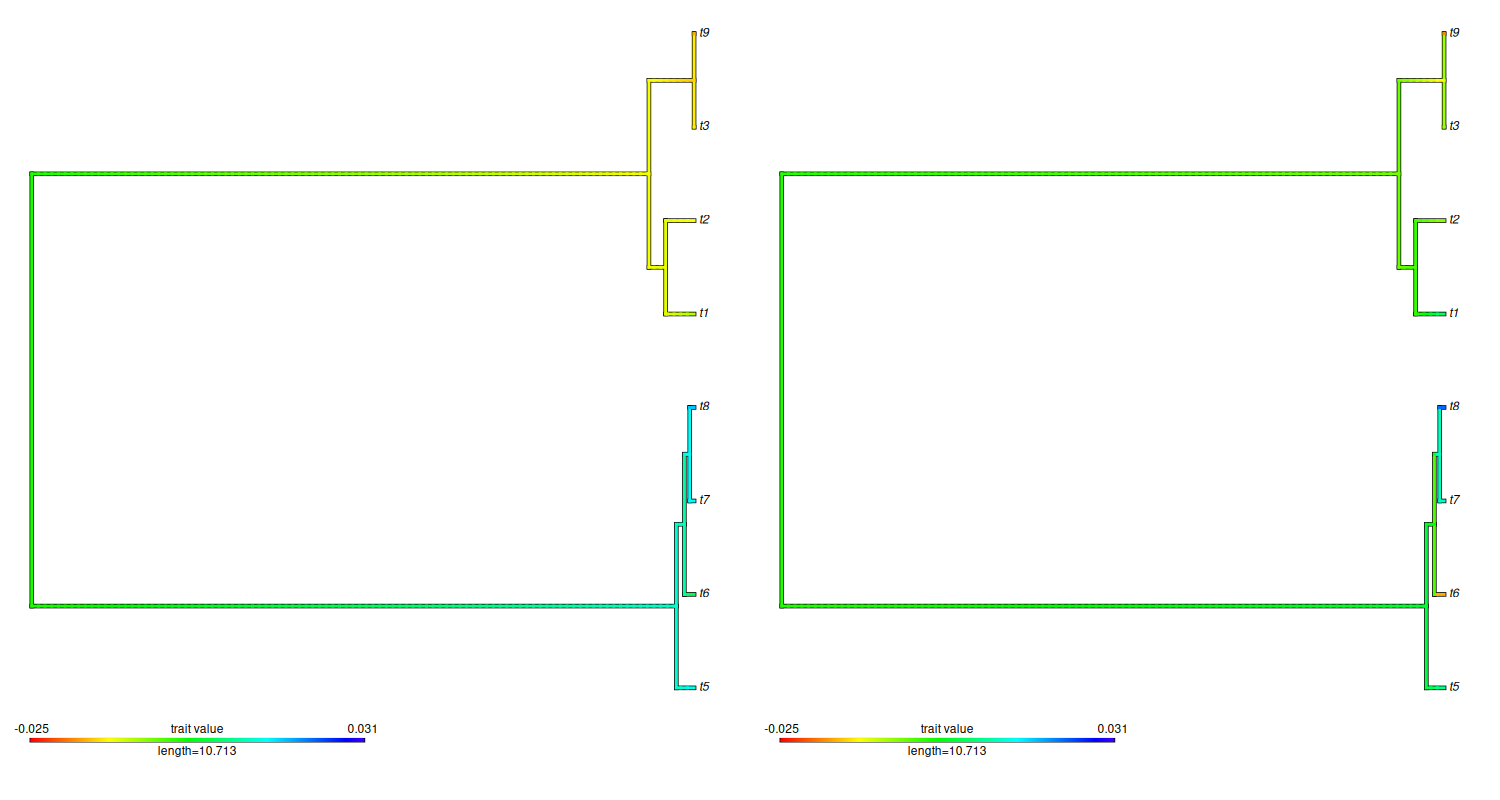 t9
t3
t2
t1
t8
t7
t6
t5
-0.025 trait value 0.031
length=10.713
t9
t3
t2
t1
t8
t7
t6
t5
-0.025 trait value 0.031
length=10.713